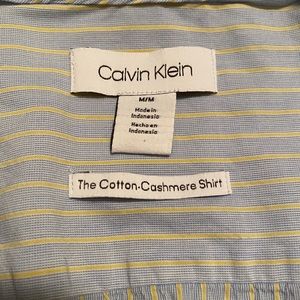 Calvin Klein
M/M
Made in
Indonesia
Hecho en
Indonesia
The Cotton-Cashmere Shirt